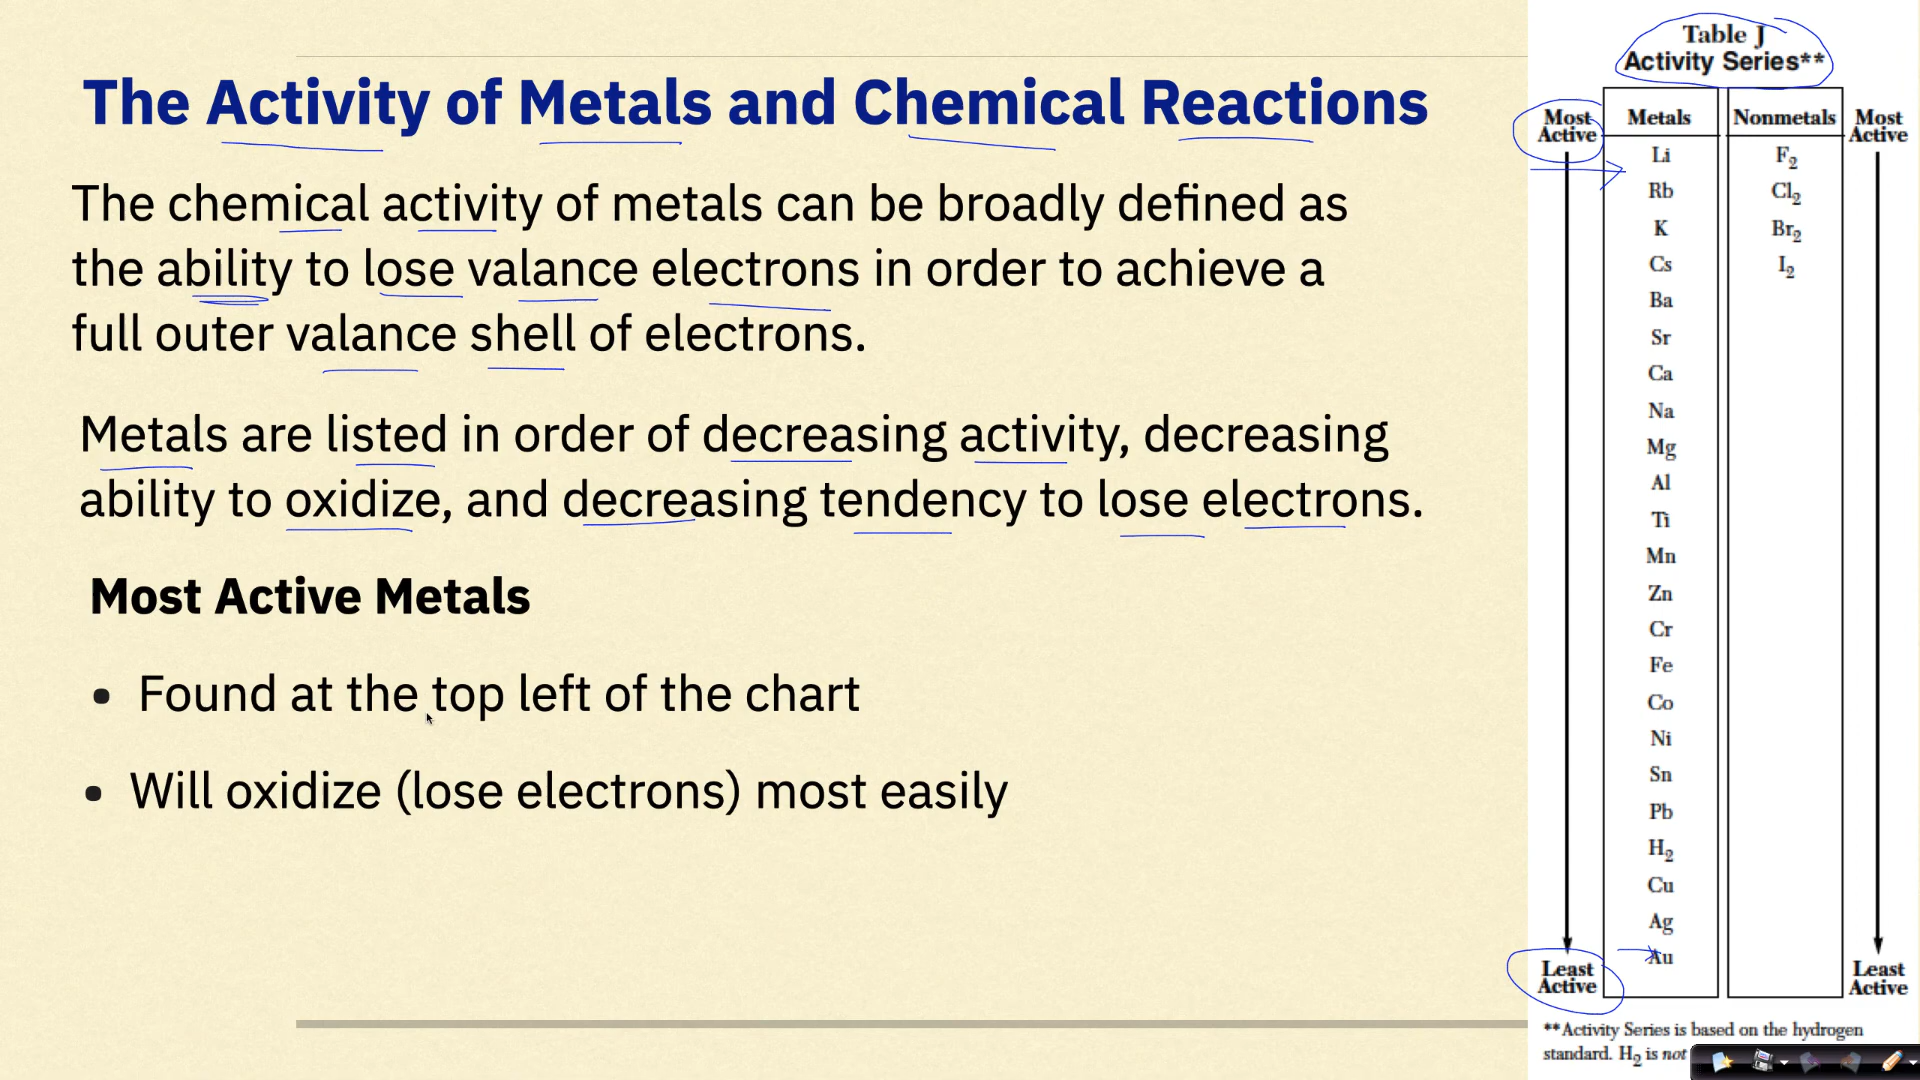 The Activity of Metals and Chemical Reactions
The chemical activity of metals can be broadly defined as
the ability to lose valance electrons in order to achieve a
full outer valance shell of electrons.
Metals are listed in order of decreasing activity, decreasing
ability to oxidize, and decreasing tendency to lose electrons.
Most Active Metals
• Found at the top left of the chart
• Will oxidize (lose electrons) most easily
Table J
Activity Series**
Most Active
Metals
Nonmetals
Most Active
Li
F₂
Rb
Cl₂
K
Br₂
Cs
I₂
Ba
Sr
Ca
Na
Mg
Al
Ti
Mn
Zn
Cr
Fe
Co
Ni
Sn
Pb
H₂
Cu
Ag
Au
Least Active
Least Active
**Activity Series is based on the hydrogen
standard. H₂ is not